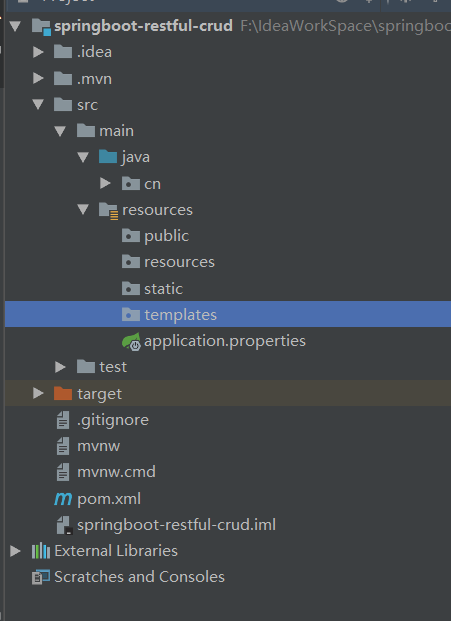 springboot-restful-crud F:\IdeaWorkSpace\springboo
.idea
.mvn
src
main
java
cn
resources
public
resources
static
templates
application.properties
test
target
.gitignore
mvnw
mvnw.cmd
pom.xml
springboot-restful-crud.iml
External Libraries
Scratches and Consoles